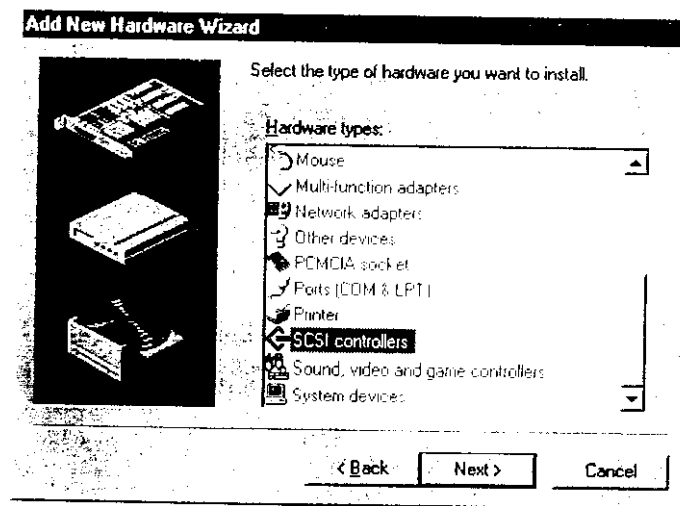 Add New Hardware Wizard
Select the type of hardware you want to install.
Hardware types:
Mouse
Multi-function adapters
Network adapters
Other devices
PCMCIA socket
Ports (COM & LPT)
Printer
SCSI controllers
Sound, video and game controllers
System devices
< Back
Next >
Cancel